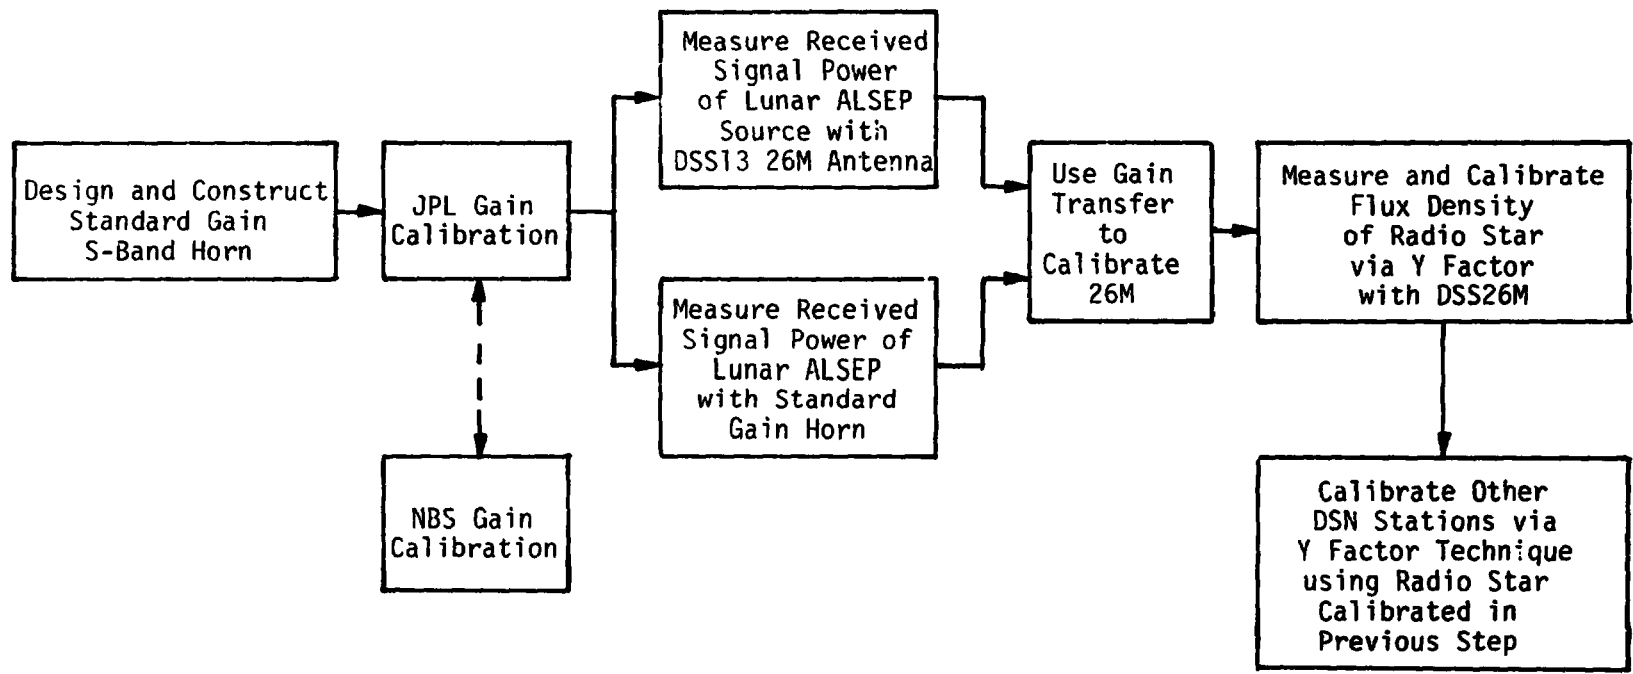 Design and Construct
Standard Gain
S-Band Horn
JPL Gain
Calibration
NBS Gain
Calibration
Measure Received
Signal Power
of Lunar ALSEP
Source with
DSS13 26M Antenna
Measure Received
Signal Power of
Lunar ALSEP
with Standard
Gain Horn
Use Gain
Transfer
to
Calibrate
26M
Measure and Calibrate
Flux Density
of Radio Star
via Y Factor
with DSS26M
Calibrate Other
DSN Stations via
Y Factor Technique
using Radio Star
Calibrated in
Previous Step